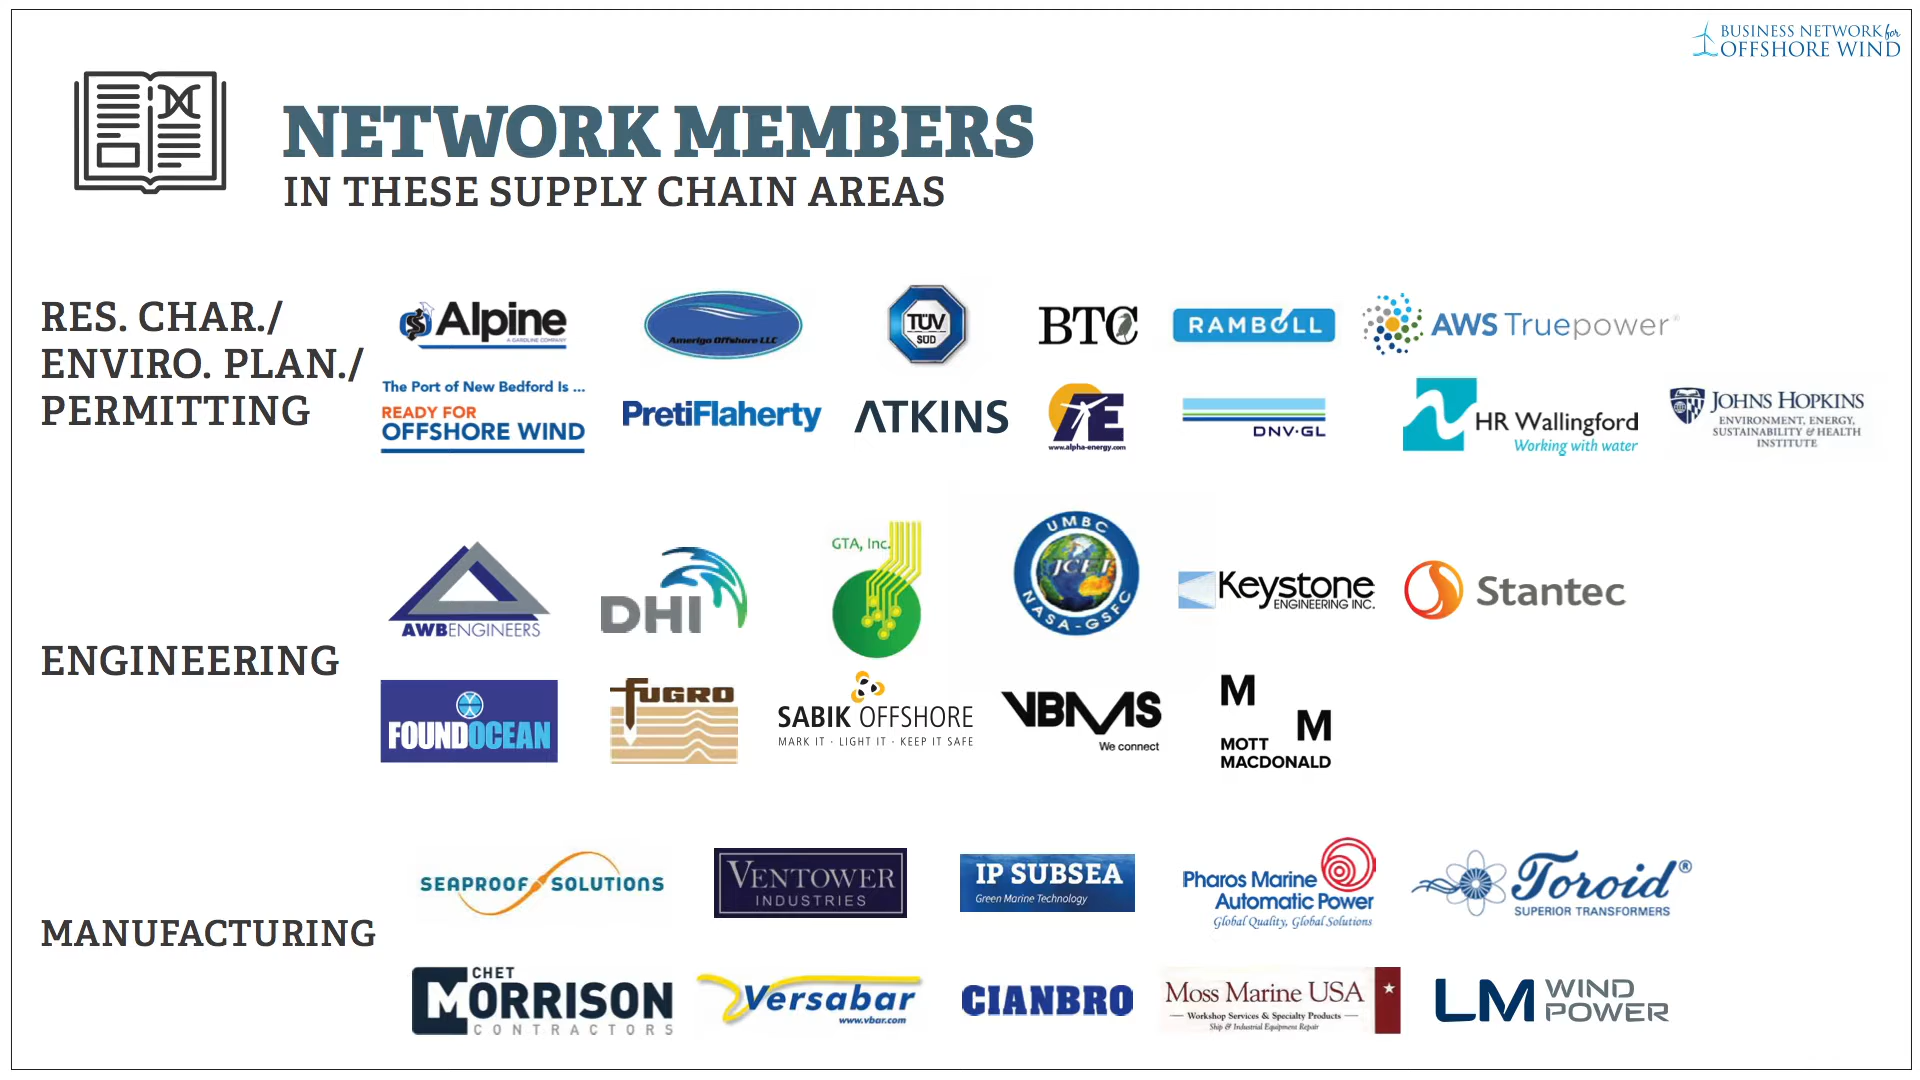 BUSINESS NETWORK for
OFFSHORE WIND
NETWORK MEMBERS
IN THESE SUPPLY CHAIN AREAS
RES. CHAR./
ENVIRO. PLAN./
PERMITTING
Alpine
A GARDLINE COMPANY
Amerigo Offshore LLC
TÜV
SÜD
BTC
RAMBOLL
AWS Truepower®
The Port of New Bedford Is ...
READY FOR
OFFSHORE WIND
PretiFlaherty
ATKINS
AE
www.alpha-energy.com
DNV·GL
HR Wallingford
Working with water
JOHNS HOPKINS
ENVIRONMENT, ENERGY,
SUSTAINABILITY & HEALTH
INSTITUTE
ENGINEERING
AWBENGINEERS
DHI
GTA, Inc.
UMBC
JCET
NASA-GSFC
Keystone
ENGINEERING INC.
Stantec
FOUNDOCEAN
FUGRO
SABIK OFFSHORE
MARK IT · LIGHT IT · KEEP IT SAFE
VBMS
We connect
M
M
MOTT
MACDONALD
MANUFACTURING
SEAPROOF SOLUTIONS
VENTOWER
INDUSTRIES
IP SUBSEA
Green Marine Technology
Pharos Marine
Automatic Power
Global Quality, Global Solutions
Toroid®
SUPERIOR TRANSFORMERS
CHET
MORRISON
CONTRACTORS
Versabar
www.vbar.com
CIANBRO
Moss Marine USA
Workshop Services & Specialty Products
Ship & Industrial Equipment Repair
LM WIND
POWER